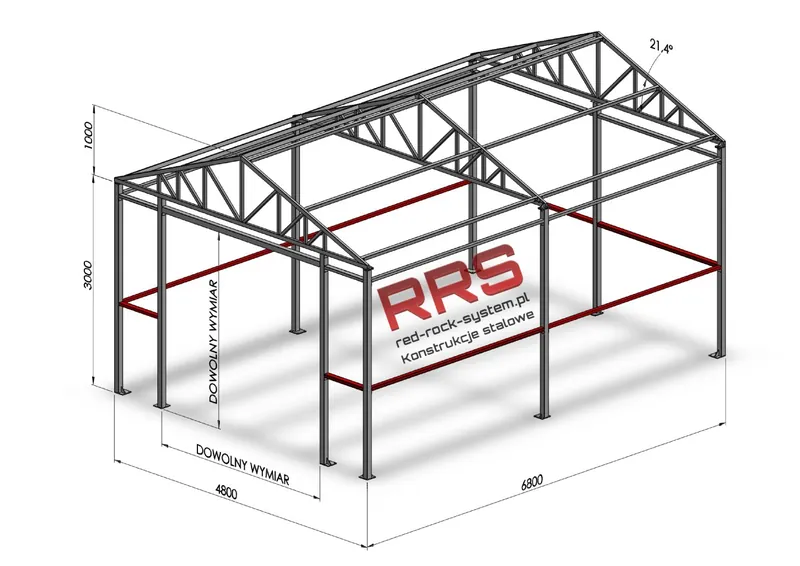 21,4°
1000
3000
DOWOLNY WYMIAR
RRS
red-rock-system.pl
Konstrukcje stalowe
DOWOLNY WYMIAR
4800
6800